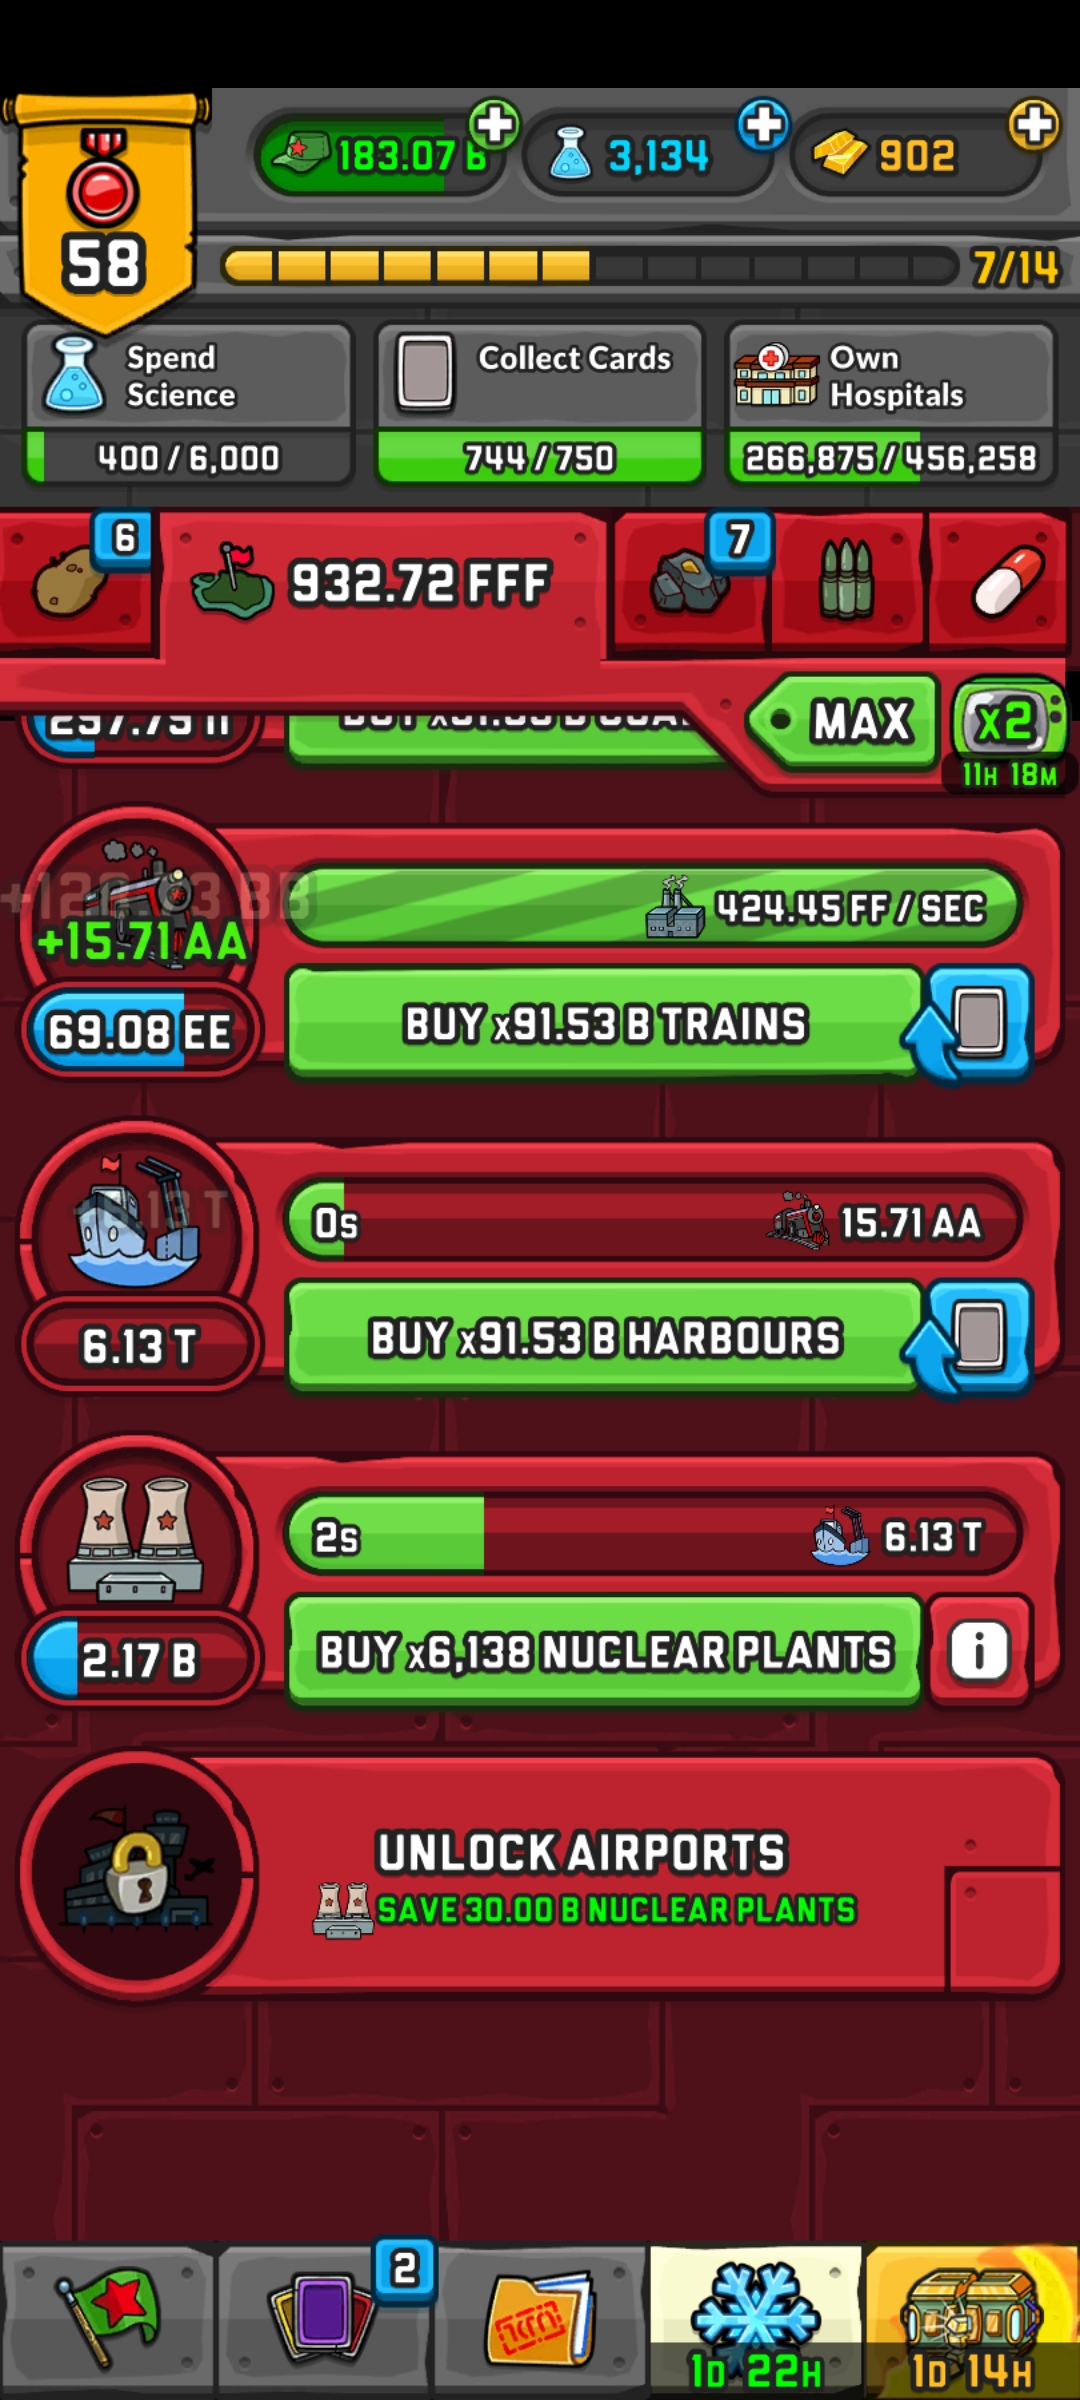 183.07 B
3,134
902
58
7/14
Spend
Science
400 / 6,000
Collect Cards
744 / 750
Own
Hospitals
266,875 / 456,258
6
932.72 FFF
7
MAX
x2
11H 18M
424.45 FF / SEC
+15.71 AA
69.08 EE
BUY x91.53 B TRAINS
0s
15.71 AA
6.13 T
BUY x91.53 B HARBOURS
2s
6.13 T
2.17 B
BUY x6,138 NUCLEAR PLANTS
i
UNLOCK AIRPORTS
SAVE 30.00 B NUCLEAR PLANTS
2
1D 22H
1D 14H